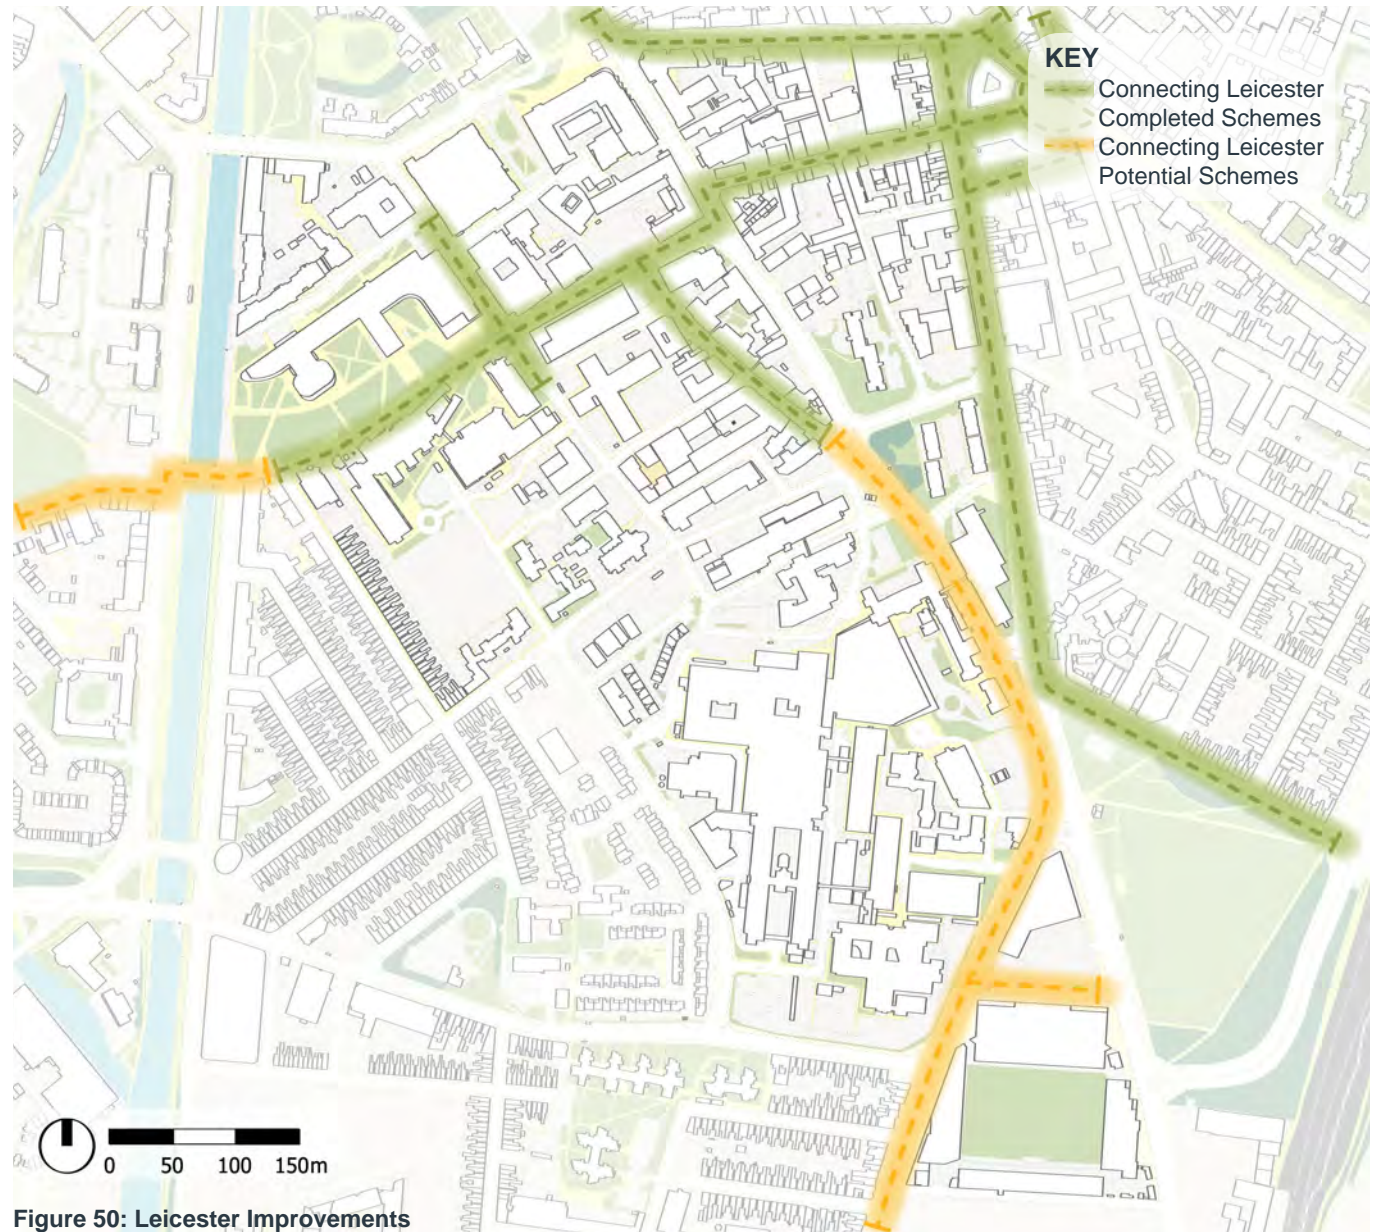 KEY
Connecting Leicester
Completed Schemes
Connecting Leicester
Potential Schemes
0 50 100 150m
Figure 50: Leicester Improvements